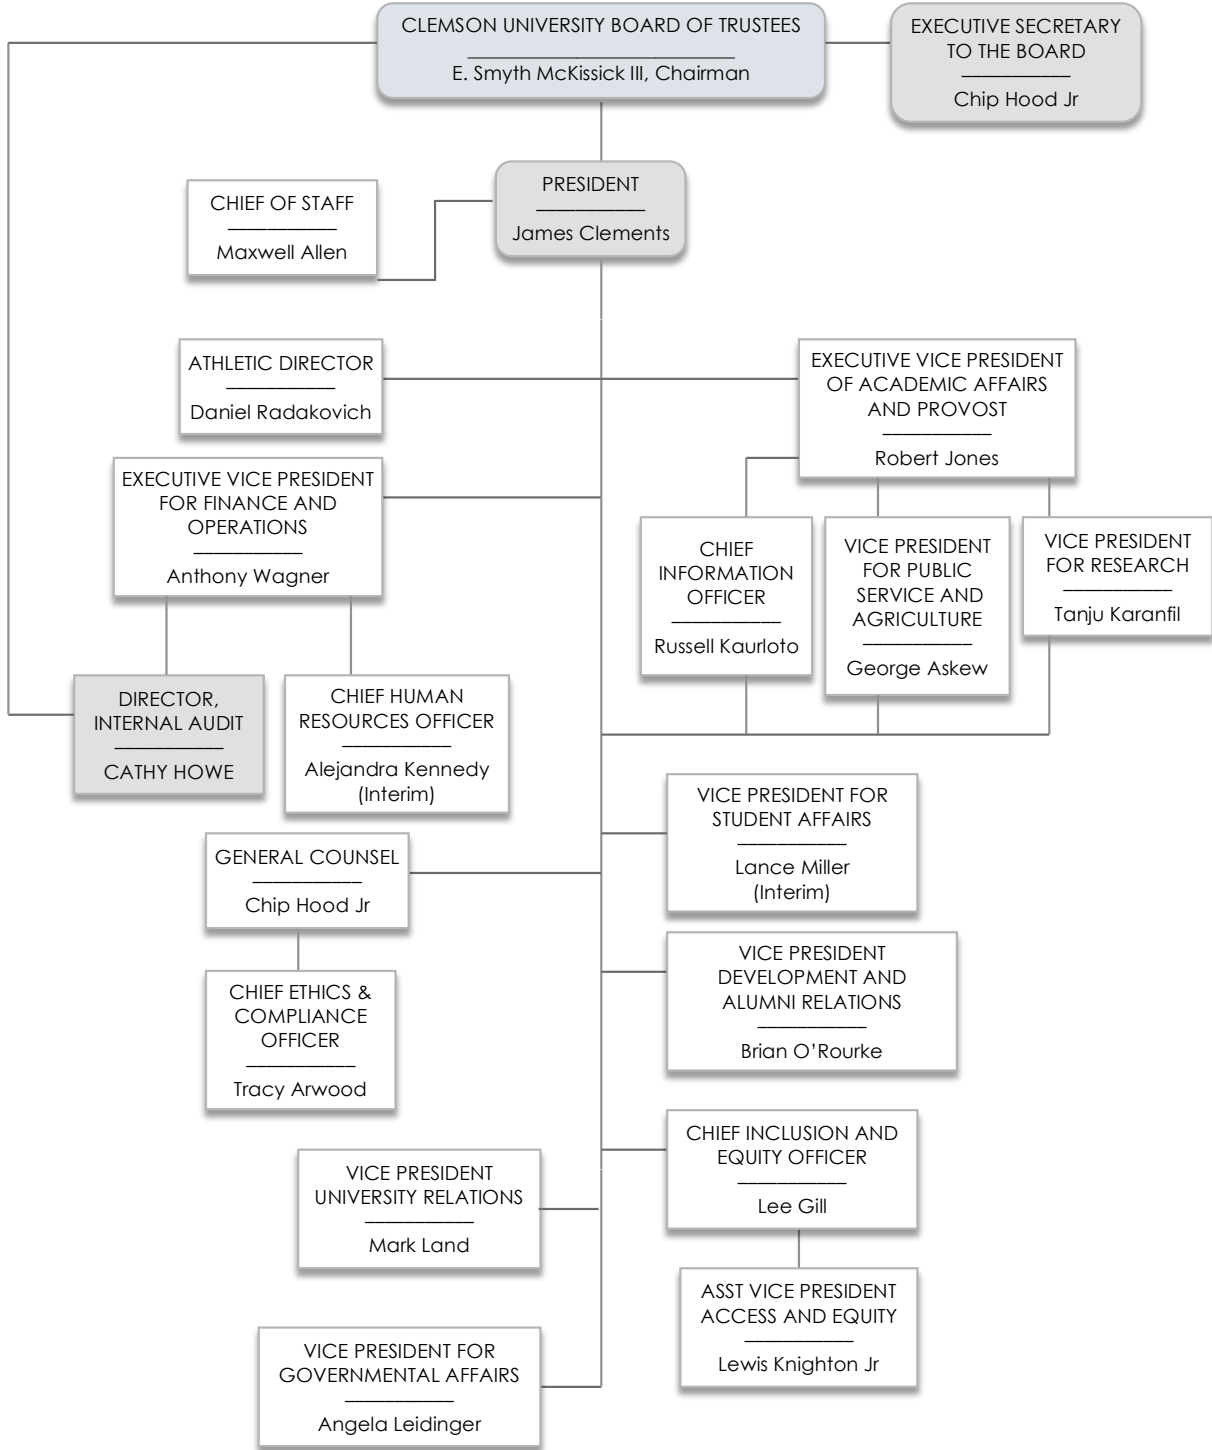 CLEMSON UNIVERSITY BOARD OF TRUSTEES
E. Smyth McKissick III, Chairman
EXECUTIVE SECRETARY
TO THE BOARD
Chip Hood Jr
PRESIDENT
James Clements
CHIEF OF STAFF
Maxwell Allen
ATHLETIC DIRECTOR
Daniel Radakovich
EXECUTIVE VICE PRESIDENT
OF ACADEMIC AFFAIRS
AND PROVOST
Robert Jones
EXECUTIVE VICE PRESIDENT
FOR FINANCE AND
OPERATIONS
Anthony Wagner
CHIEF
INFORMATION
OFFICER
Russell Kaurloto
VICE PRESIDENT
FOR PUBLIC
SERVICE AND
AGRICULTURE
George Askew
VICE PRESIDENT
FOR RESEARCH
Tanju Karanfil
DIRECTOR,
INTERNAL AUDIT
CATHY HOWE
CHIEF HUMAN
RESOURCES OFFICER
Alejandra Kennedy
(Interim)
VICE PRESIDENT FOR
STUDENT AFFAIRS
Lance Miller
(Interim)
GENERAL COUNSEL
Chip Hood Jr
VICE PRESIDENT
DEVELOPMENT AND
ALUMNI RELATIONS
Brian O’Rourke
CHIEF ETHICS &
COMPLIANCE
OFFICER
Tracy Arwood
CHIEF INCLUSION AND
EQUITY OFFICER
Lee Gill
VICE PRESIDENT
UNIVERSITY RELATIONS
Mark Land
ASST VICE PRESIDENT
ACCESS AND EQUITY
Lewis Knighton Jr
VICE PRESIDENT FOR
GOVERNMENTAL AFFAIRS
Angela Leidinger